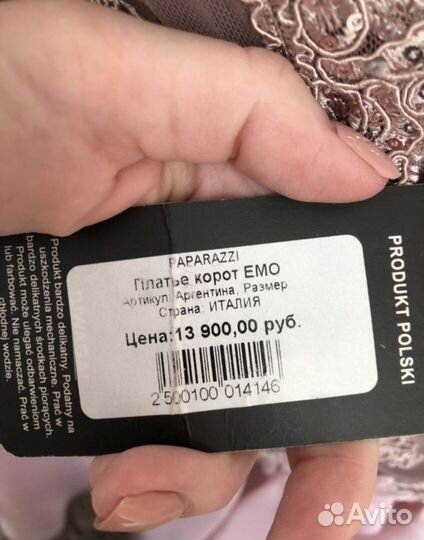 PAPARAZZI
Платье корот EMO
Артикул: Аргентина, Размер
Страна: ИТАЛИЯ
Цена:13 900,00 руб.
2 500100 014146
PRODUKT POLSKI
Produkt bardzo delikatny. Podatny na
uszkodzenia mechaniczne. Prać w
bardzo delikatnych środkach piorących.
Produkt może ulegać odbarwieniom
lub farbować. Nie namaczać. Prać w
chłodnej wodzie.
Avito